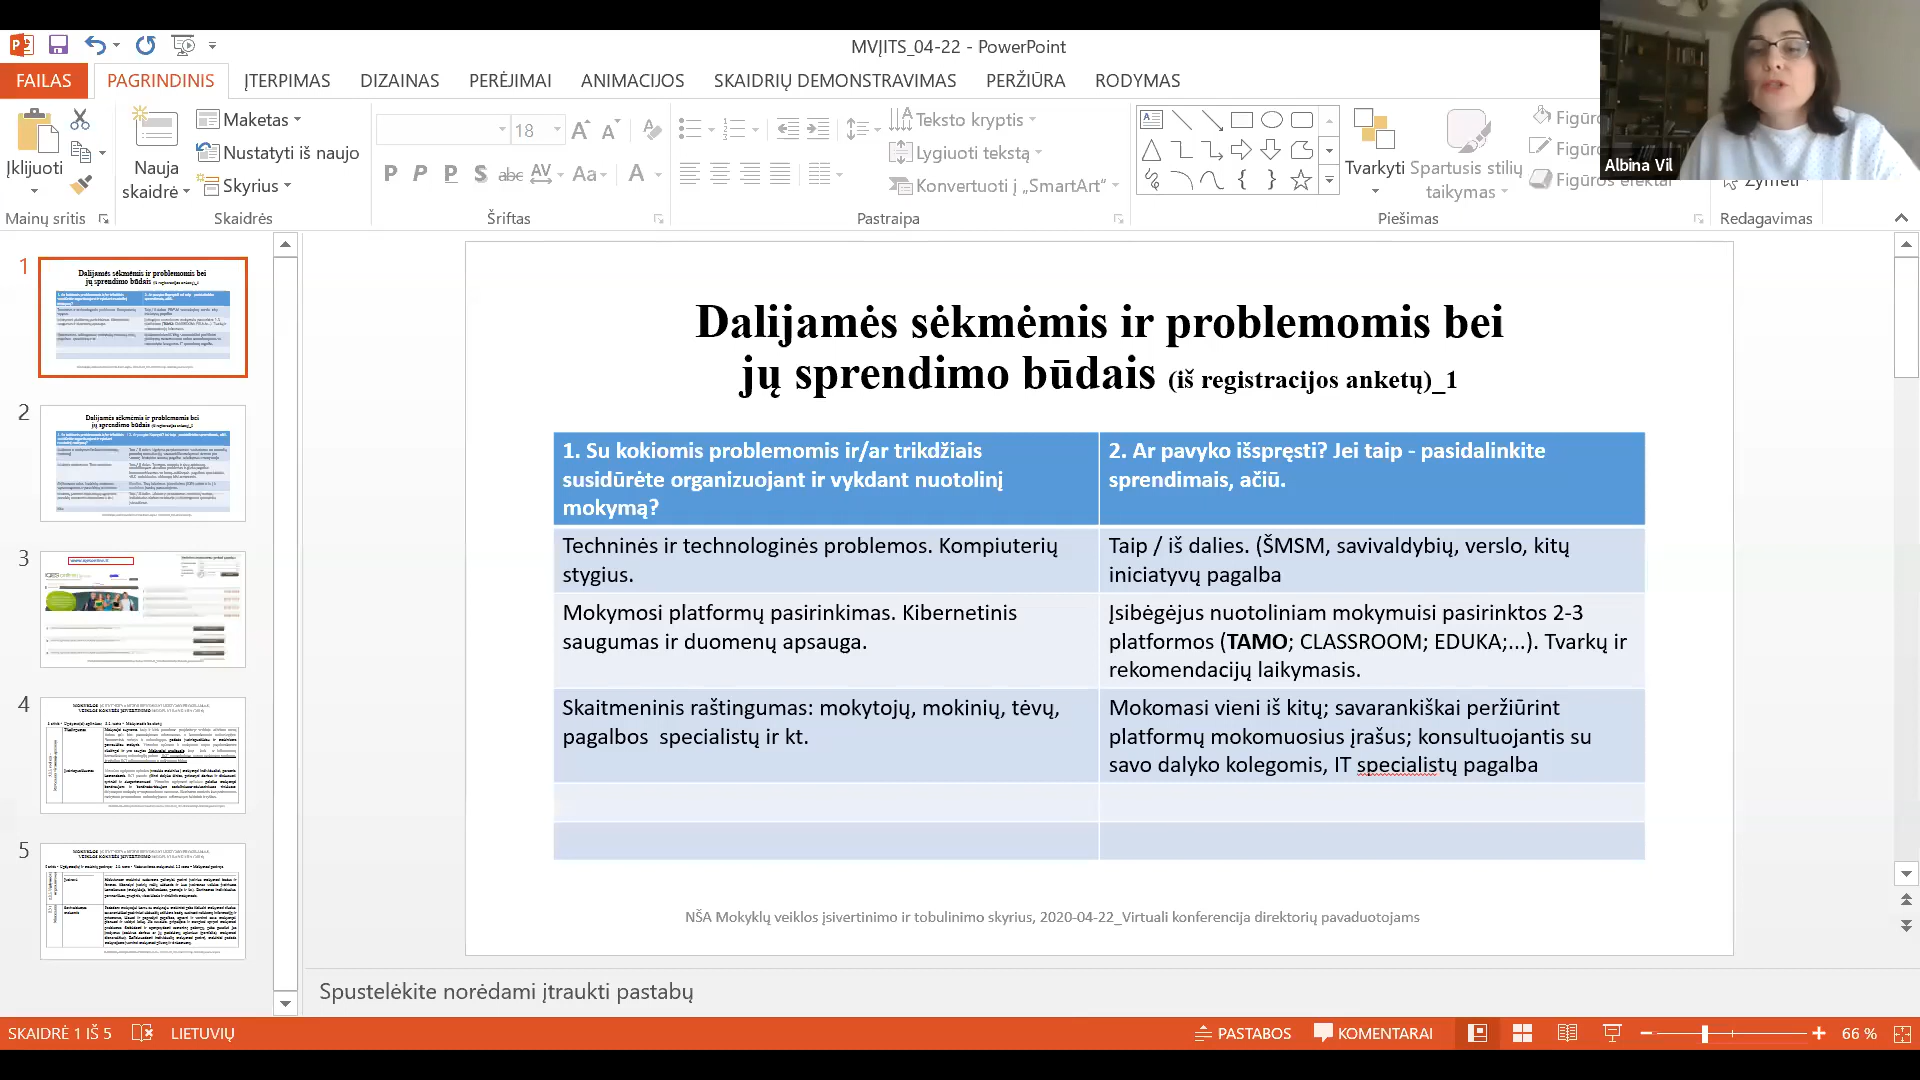 MVĮITS_04-22 - PowerPoint
FAILAS
PAGRINDINIS
ĮTERPIMAS
DIZAINAS
PERĖJIMAI
ANIMACIJOS
SKAIDRIŲ DEMONSTRAVIMAS
PERŽIŪRA
RODYMAS
Albina Vil
Įklijuoti
Nauja
skaidrė
Maketas
Nustatyti iš naujo
Skyrius
18
Teksto kryptis
Lygiuoti tekstą
Konvertuoti į „SmartArt“
Tvarkyti
Spartusis stilių
taikymas
Mainų sritis
Skaidrės
Šriftas
Pastraipa
Piešimas
Redagavimas
1
2
3
4
5
Dalijamės sėkmėmis ir problemomis bei
jų sprendimo būdais (iš registracijos anketų)_1
1. Su kokiomis problemomis ir/ar trikdžiais
susidūrėte organizuojant ir vykdant nuotolinį
mokymą?
2. Ar pavyko išspręsti? Jei taip - pasidalinkite
sprendimais, ačiū.
Techninės ir technologinės problemos. Kompiuterių
stygius.
Taip / iš dalies. (ŠMSM, savivaldybių, verslo, kitų
iniciatyvų pagalba
Mokymosi platformų pasirinkimas. Kibernetinis
saugumas ir duomenų apsauga.
Įsibėgėjus nuotoliniam mokymuisi pasirinktos 2-3
platformos (TAMO; CLASSROOM; EDUKA;...). Tvarkų ir
rekomendacijų laikymasis.
Skaitmeninis raštingumas: mokytojų, mokinių, tėvų,
pagalbos specialistų ir kt.
Mokomasi vieni iš kitų; savarankiškai peržiūrint
platformų mokomuosius įrašus; konsultuojantis su
savo dalyko kolegomis, IT specialistų pagalba
NŠA Mokyklų veiklos įsivertinimo ir tobulinimo skyrius, 2020-04-22_Virtuali konferencija direktorių pavaduotojams
Spustelėkite norėdami įtraukti pastabų
SKAIDRĖ 1 IŠ 5
LIETUVIŲ
PASTABOS
KOMENTARAI
66 %